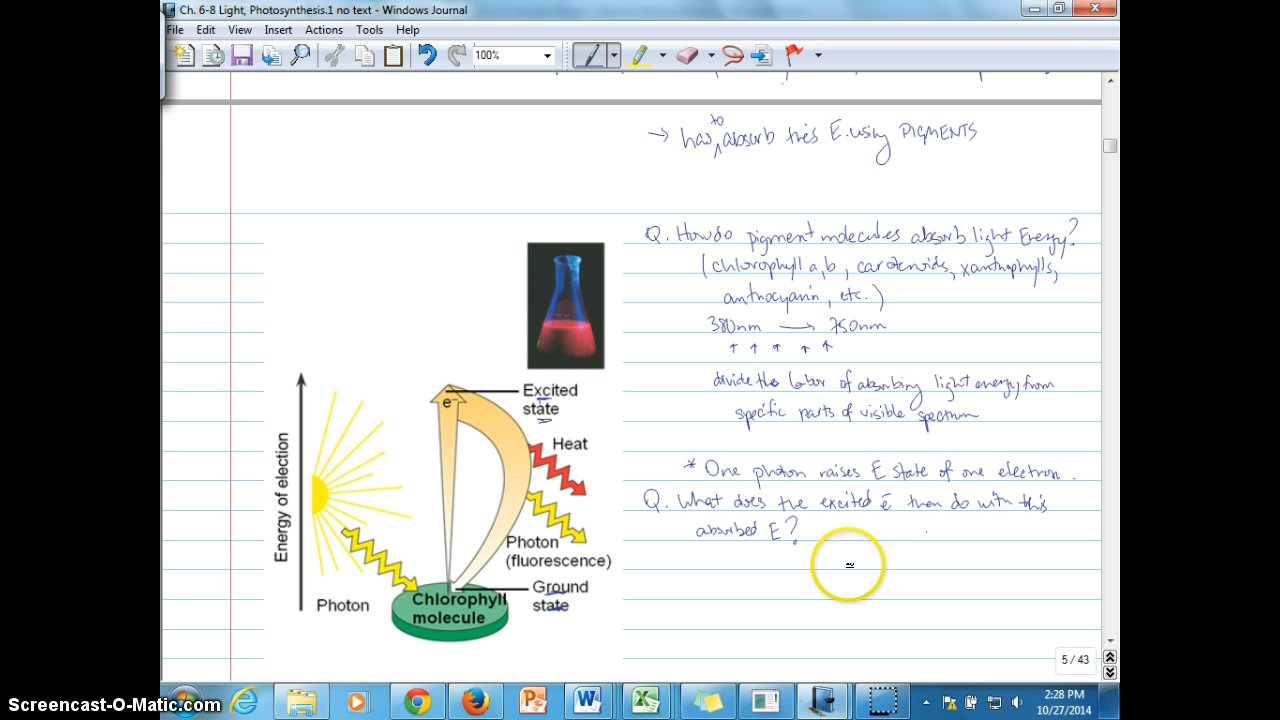 Ch. 6-8 Light, Photosynthesis.1 no text - Windows Journal
File Edit View Insert Actions Tools Help
100%
→ has to absorb this E. using PIGMENTS
Q. How do pigment molecules absorb light Energy?
(chlorophyll a, b, carotenoids, xanthophylls,
anthocyanin, etc.)
380nm → 750nm
↑ ↑ ↑ ↑ ↑
divide the labor of absorbing light energy from
specific parts of visible spectrum
* One photon raises E state of one electron.
Q. What does the excited e- then do with this
absorbed E?
Energy of election
e-
Excited
state
Heat
Photon
(fluorescence)
Ground
state
Photon
Chlorophyll
molecule
5 / 43
2:28 PM
10/27/2014
Screencast-O-Matic.com